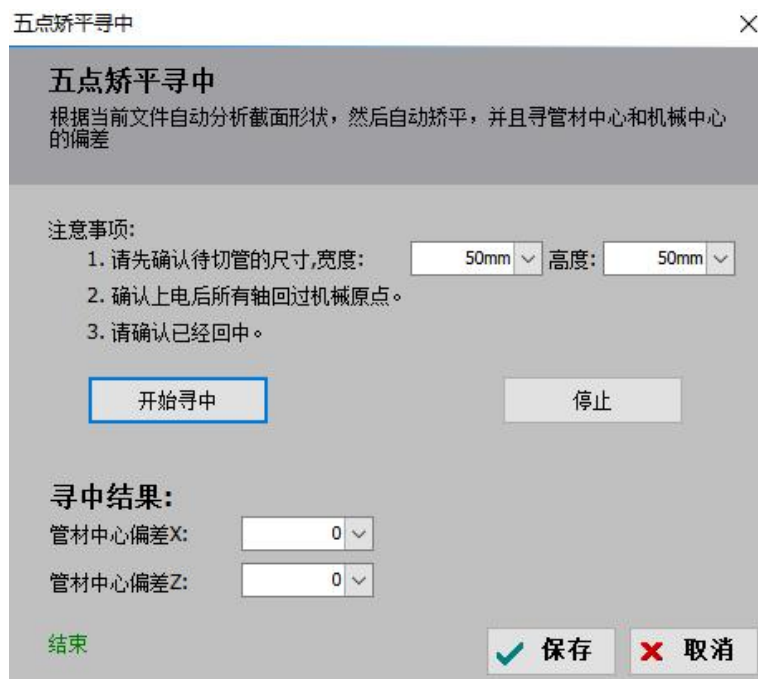 五点矫平寻中
五点矫平寻中
根据当前文件自动分析截面形状，然后自动矫平，并且寻管材中心和机械中心
的偏差
注意事项:
1. 请先确认待切管的尺寸,宽度: 50mm 高度: 50mm
2. 确认上电后所有轴回过机械原点。
3. 请确认已经回中。
开始寻中 停止
寻中结果:
管材中心偏差X: 0
管材中心偏差Z: 0
结束 保存 取消